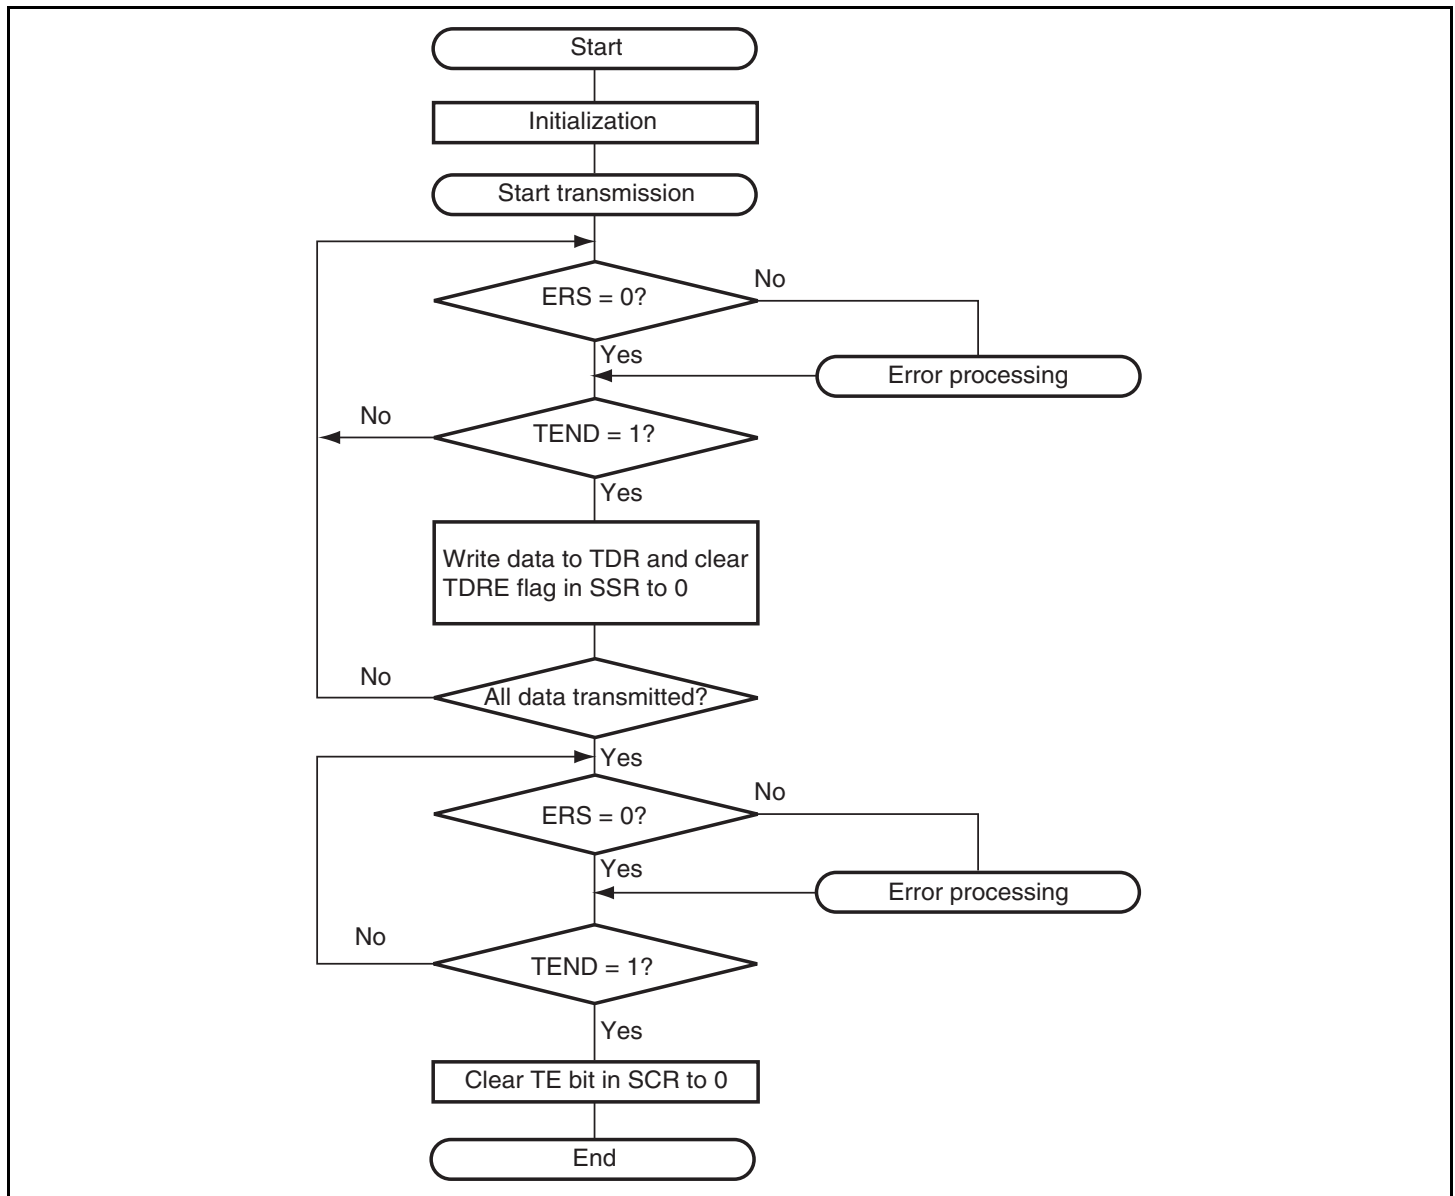 Start
Initialization
Start transmission
No
ERS = 0?
Yes
Error processing
No
TEND = 1?
Yes
Write data to TDR and clear
TDRE flag in SSR to 0
No
All data transmitted?
Yes
No
ERS = 0?
Yes
Error processing
No
TEND = 1?
Yes
Clear TE bit in SCR to 0
End